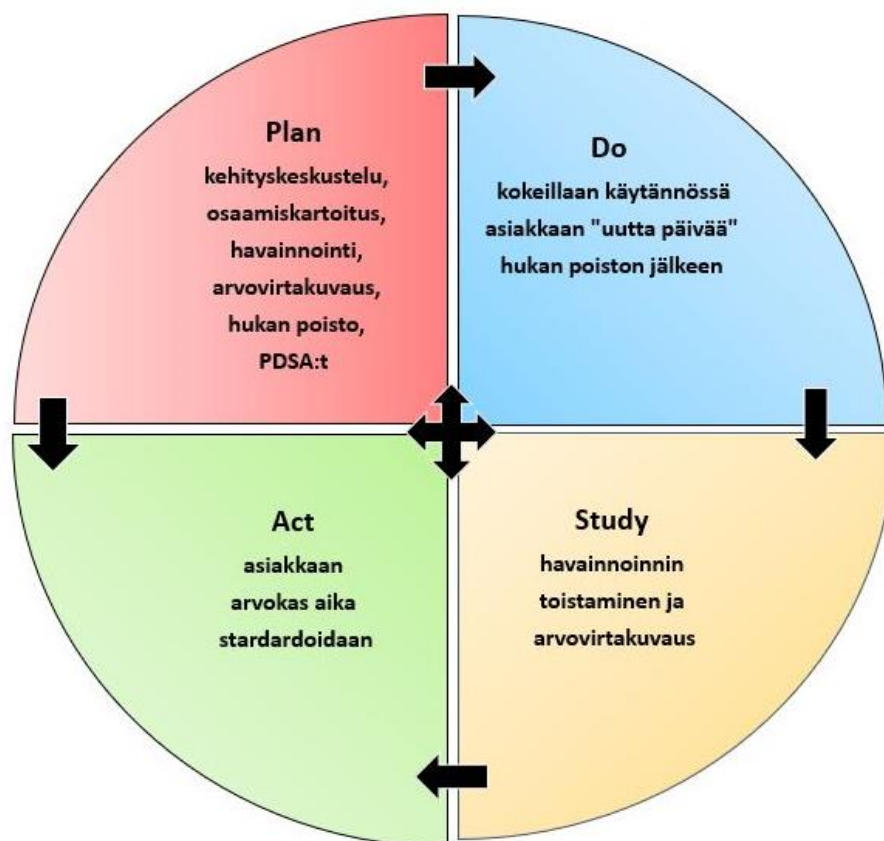 Plan
kehityskeskustelu,
osaamiskartoitus,
havainnointi,
arvovirtakuvaus,
hukan poisto,
PDSA:t
Do
kokeillaan käytännössä
asiakkaan "uutta päivää"
hukan poiston jälkeen
Act
asiakkaan
arvokas aika
stardardoidaan
Study
havainnoinnin
toistaminen ja
arvovirtakuvaus